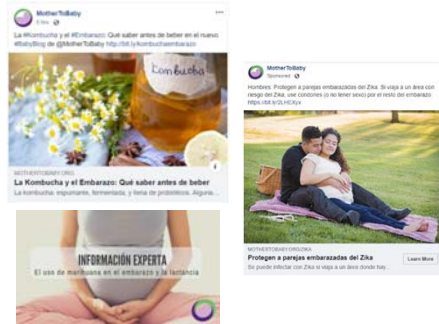 MotherToBaby
La #Kombucha y el #Embarazo: Qué saber antes de beber en el nuevo
#BabyBlog de @MotherToBaby http://bit.ly/kombuchaembarazo
Kombucha
MOTHERTOBABY.ORG
La Kombucha y el Embarazo: Qué saber antes de beber
La kombucha: espumante, fermentada, y llena de probióticos. Alguna...
INFORMACIÓN EXPERTA
El uso de marihuana en el embarazo y la lactancia
MotherToBaby
Sponsored
Hombres: Protegen a parejas embarazadas del Zika. Si viaja a un área con
riesgo del Zika, use condones (o no tener sexo) por el resto del embarazo
MOTHERTOBABY.ORG/ZIKA
Protegen a parejas embarazadas del Zika
Se puede infectar con Zika si viaja a un área donde hay...
Learn More